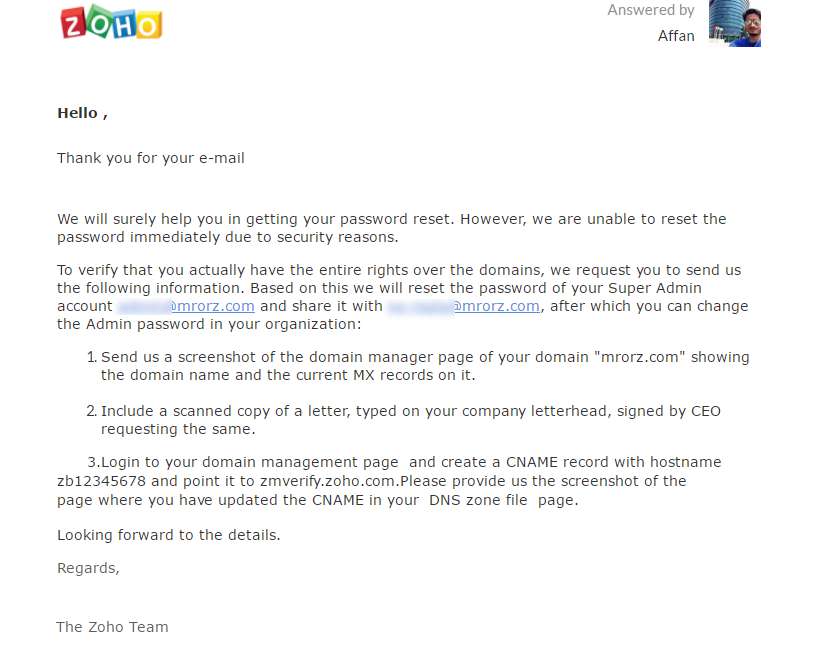 ZOHO
Answered by
Affan
Hello ,
Thank you for your e-mail
We will surely help you in getting your password reset. However, we are unable to reset the
password immediately due to security reasons.
To verify that you actually have the entire rights over the domains, we request you to send us
the following information. Based on this we will reset the password of your Super Admin
account @mrorz.com and share it with @mrorz.com, after which you can change
the Admin password in your organization:
1. Send us a screenshot of the domain manager page of your domain "mrorz.com" showing
the domain name and the current MX records on it.
2. Include a scanned copy of a letter, typed on your company letterhead, signed by CEO
requesting the same.
3.Login to your domain management page  and create a CNAME record with hostname
zb12345678 and point it to zmverify.zoho.com.Please provide us the screenshot of the
page where you have updated the CNAME in your  DNS zone file  page.
Looking forward to the details.
Regards,
The Zoho Team